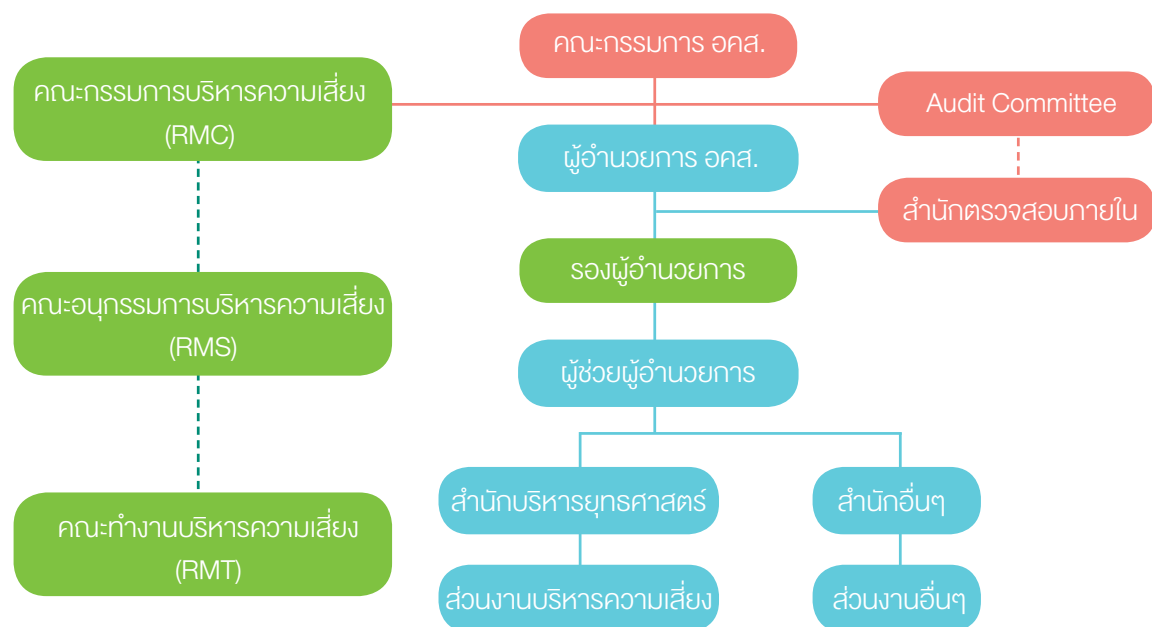 คณะกรรมการ อคส.
คณะกรรมการบริหารความเสี่ยง
(RMC)
Audit Committee
ผู้อำนวยการ อคส.
สำนักตรวจสอบภายใน
รองผู้อำนวยการ
คณะอนุกรรมการบริหารความเสี่ยง
(RMS)
ผู้ช่วยผู้อำนวยการ
สำนักบริหารยุทธศาสตร์
สำนักอื่นๆ
คณะทำงานบริหารความเสี่ยง
(RMT)
ส่วนงานบริหารความเสี่ยง
ส่วนงานอื่นๆ